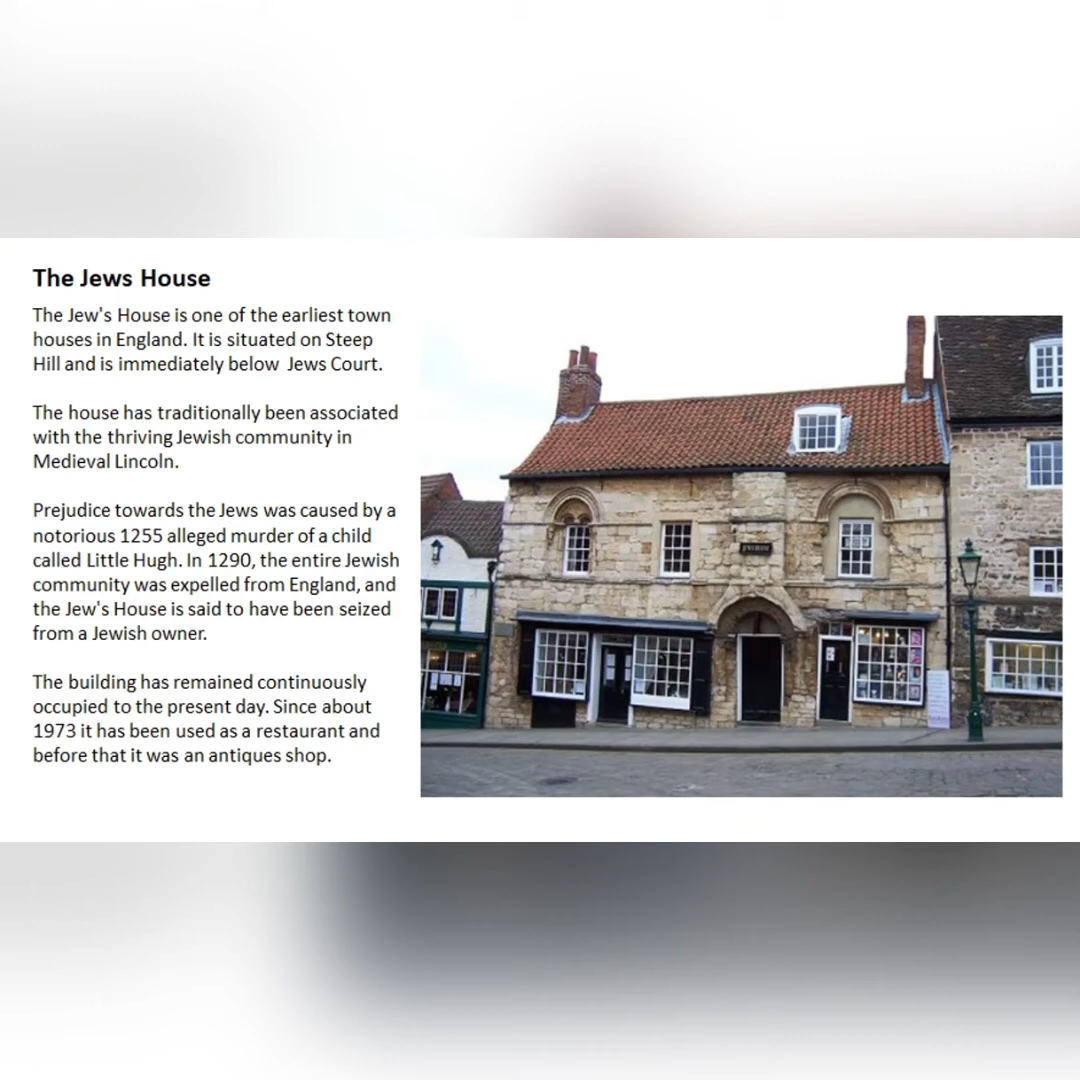 The Jews House
The Jew's House is one of the earliest town
houses in England. It is situated on Steep
Hill and is immediately below  Jews Court.
The house has traditionally been associated
with the thriving Jewish community in
Medieval Lincoln.
Prejudice towards the Jews was caused by a
notorious 1255 alleged murder of a child
called Little Hugh. In 1290, the entire Jewish
community was expelled from England, and
the Jew's House is said to have been seized
from a Jewish owner.
The building has remained continuously
occupied to the present day. Since about
1973 it has been used as a restaurant and
before that it was an antiques shop.